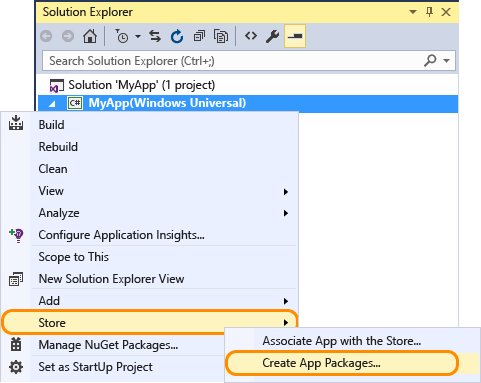 Solution Explorer
Search Solution Explorer (Ctrl+;)
Solution 'MyApp' (1 project)
C# MyApp(Windows Universal)
Build
Rebuild
Clean
View
Analyze
Configure Application Insights...
Scope to This
New Solution Explorer View
Add
Store
Associate App with the Store...
Manage NuGet Packages...
Create App Packages...
Set as StartUp Project